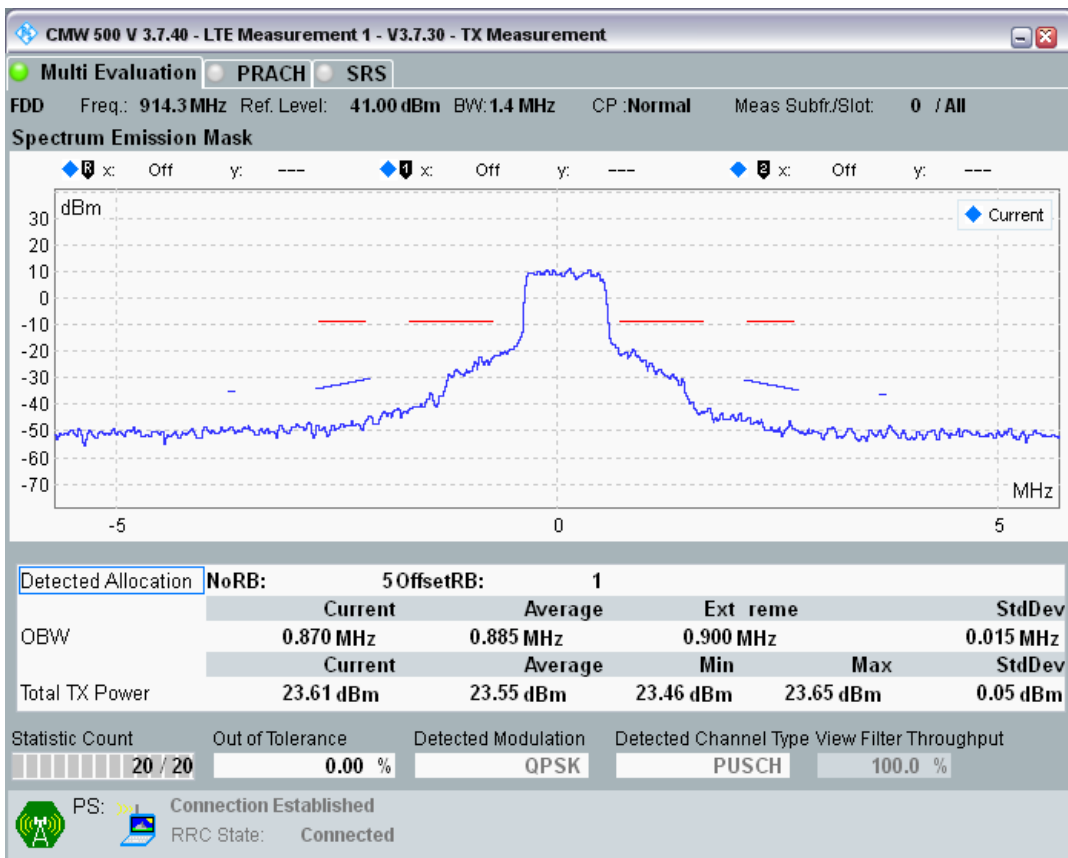 CMW 500 V 3.7.40 - LTE Measurement 1 - V3.7.30 - TX Measurement
Multi Evaluation PRACH SRS
FDD Freq.: 914.3 MHz Ref. Level: 41.00 dBm BW: 1.4 MHz CP :Normal Meas Subfr./Slot: 0 / All
Spectrum Emission Mask
R x: Off y: --- 1 x: Off y: --- 2 x: Off y: ---
dBm
Current
30
20
10
0
-10
-20
-30
-40
-50
-60
-70
MHz
-5 0 5
Detected Allocation NoRB: 5 OffsetRB: 1
Current Average Ext reme StdDev
OBW 0.870 MHz 0.885 MHz 0.900 MHz 0.015 MHz
Current Average Min Max StdDev
Total TX Power 23.61 dBm 23.55 dBm 23.46 dBm 23.65 dBm 0.05 dBm
Statistic Count Out of Tolerance Detected Modulation Detected Channel Type View Filter Throughput
20 / 20 0.00 % QPSK PUSCH 100.0 %
PS: Connection Established
RRC State: Connected